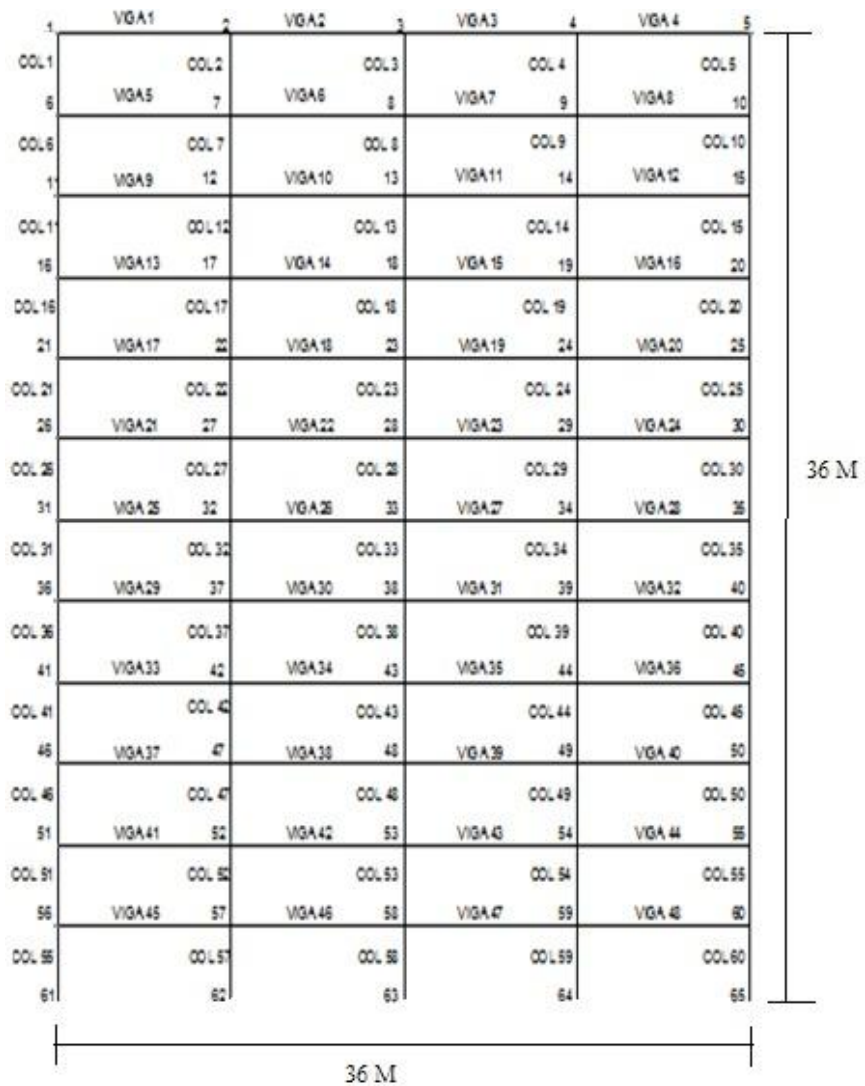 VIGA1 VIGA2 VIGA3 VIGA 4
1 2 3 4 5
COL 1 COL 2 COL 3 COL 4 COL 5
VIGA5 VIGA6 VIGA7 VIGA8
6 7 8 9 10
COL 6 COL 7 COL 8 COL 9 COL 10
VIGA9 VIGA10 VIGA11 VIGA12
12 13 14 15
COL 12 COL 13 COL 14 COL 15
VIGA13 VIGA 14 VIGA 15 VIGA16
16 17 18 19 20
COL 16 COL 17 COL 18 COL 19 COL 20
21 VIGA17 22 VIGA18 23 VIGA19 24 VIGA20 25
COL 21 COL 22 COL 23 COL 24 COL 25
26 VIGA21 27 VIGA22 28 VIGA23 29 VIGA24 30
COL 27 COL 28 COL 29 COL 30
31 VIGA 25 32 VIGA26 33 VIGA27 34 VIGA28 35
36 M
COL 31 COL 32 COL 33 COL 34 COL 35
36 VIGA29 37 VIGA30 38 VIGA 31 39 VIGA32 40
COL 36 COL 37 COL 38 COL 39 COL 40
41 VIGA33 42 VIGA34 43 VIGA35 44 VIGA36 45
COL 41 COL 42 COL 43 COL 44 COL 45
46 VIGA37 47 VIGA38 48 VIGA39 49 VIGA 40 50
COL 46 COL 47 COL 48 COL 49 COL 50
51 VIGA41 52 VIGA42 53 VIGA43 54 VIGA 44 55
COL 51 COL 52 COL 53 COL 54 COL 55
56 VIGA45 57 VIGA46 58 VIGA47 59 VIGA 48 60
COL 57 COL 58 COL 59 COL 60
61 62 63 64 65
36 M